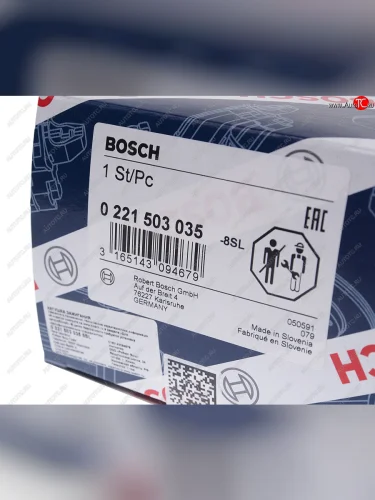 BOSCH
1 St/Pc
0 221 503 035
-8SL
3 165143 094679
EAC
Robert Bosch GmbH
Auf der Breit 4
76227 Karlsruhe
GERMANY
050591
079
Made in Slovenia
Fabriqué en Slovénie